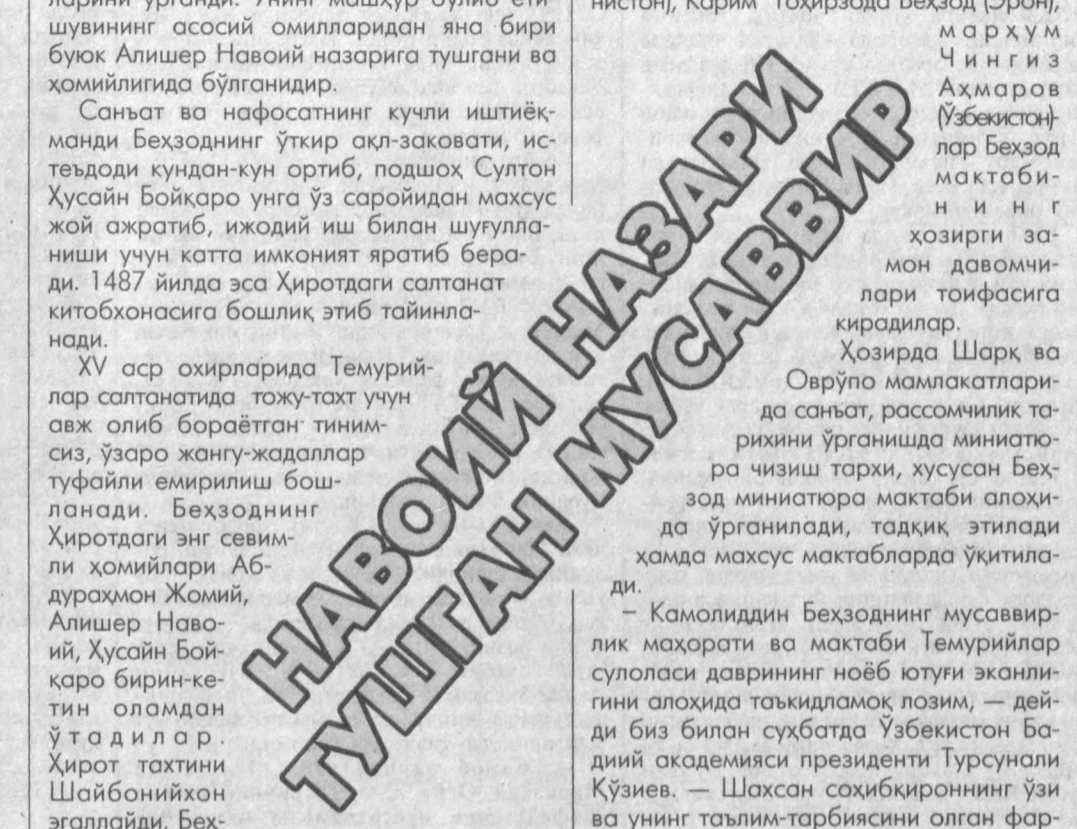 ларини ўрганди. Унинг машҳур бўлиб ети-
шувининг асосий омилларидан яна бири
буюк Алишер Навоий назарига тушгани ва
ҳомийлигида бўлганидир.
Санъат ва нафосатнинг кучли иштиёқ-
манди Беҳзоднинг ўткир ақл-заковати, ис-
теъдоди кундан-кун ортиб, подшоҳ Султон
Ҳусайн Бойқаро унга ўз саройидан махсус
жой ажратиб, ижодий иш билан шуғулла-
ниши учун катта имконият яратиб бера-
ди. 1487 йилда эса Ҳиротдаги салтанат
китобхонасига бошлиқ этиб тайинла-
нади.
XV аср охирларида Темурий-
лар салтанатида тожу-тахт учун
авж олиб бораётган тиним-
сиз, ўзаро жангу-жадаллар
туфайли емирилиш бош-
ланади. Беҳзоднинг
Ҳиротдаги энг севим-
ли ҳомийлари Аб-
дураҳмон Жомий,
Алишер Наво-
ий, Ҳусайн Бой-
қаро бирин-ке-
тин оламдан
ўтадилар.
Ҳирот тахтини
Шайбонийхон
эгаллайди. Беҳ-
НАВОИЙ НАЗАРИ
ТУШГАН МУСАВВИР
нистон), Карим Тоҳирзода Беҳзод (Эрон),
марҳум
Чингиз
Аҳмаров
(Ўзбекистон)
лар Беҳзод
мактаби-
нинг
ҳозирги за-
мон давомчи-
лари тоифасига
кирадилар.
Ҳозирда Шарқ ва
Оврўпо мамлакатлари-
да санъат, рассомчилик та-
рихини ўрганишда миниатю-
ра чизиш тархи, хусусан Беҳ-
зод миниатюра мактаби алоҳи-
да ўрганилади, тадқиқ этилади
ҳамда махсус мактабларда ўқитила-
ди.
— Камолиддин Беҳзоднинг мусаввир-
лик маҳорати ва мактаби Темурийлар
сулоласи даврининг ноёб ютуғи эканли-
гини алоҳида таъкидламоқ лозим, — дей-
ди биз билан суҳбатда Ўзбекистон Ба-
диий академияси президенти Турсунали
Қўзиев. — Шахсан соҳибқироннинг ўзи
ва унинг таълим-тарбиясини олган фар-